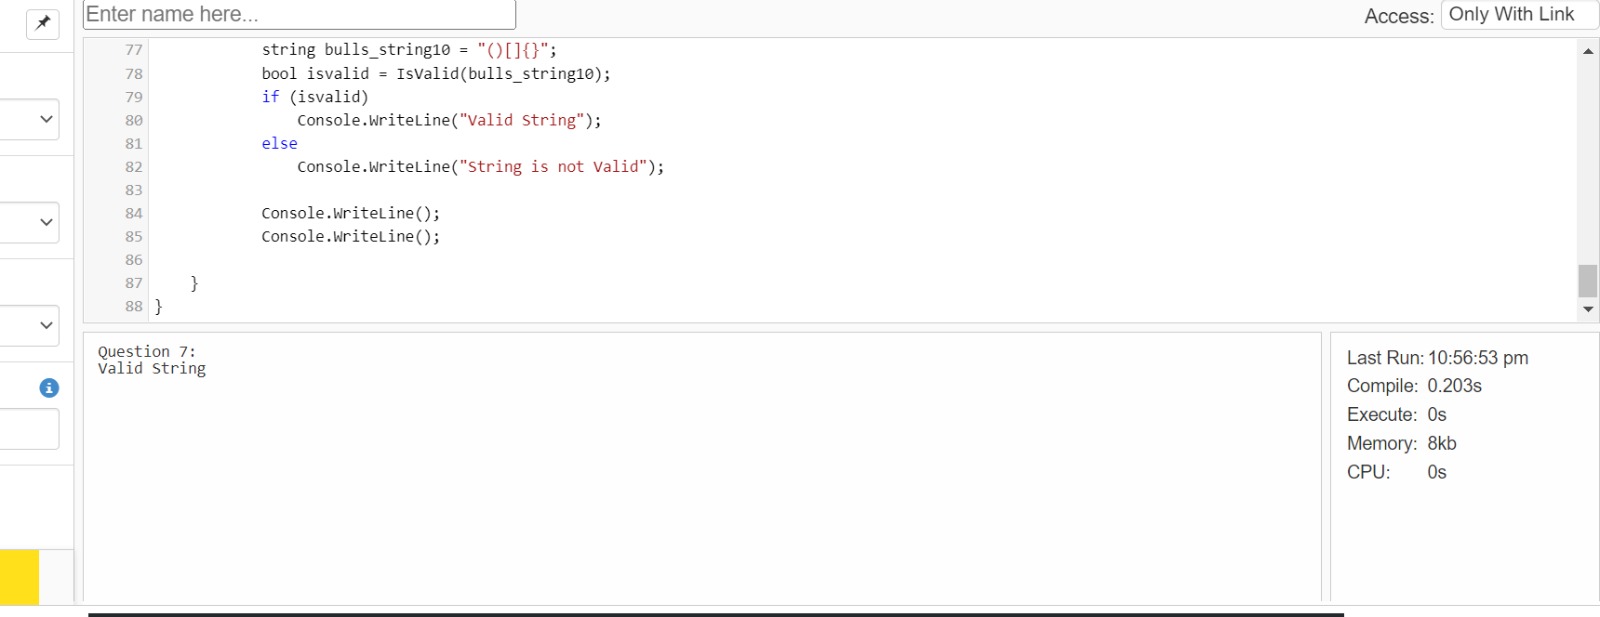 Enter name here...
Access: Only With Link
77 string bulls_string10 = "()[]{}";
78 bool isvalid = IsValid(bulls_string10);
79 if (isvalid)
80 Console.WriteLine("Valid String");
81 else
82 Console.WriteLine("String is not Valid");
83
84 Console.WriteLine();
85 Console.WriteLine();
86
87 }
88 }
Question 7:
Valid String
Last Run: 10:56:53 pm
Compile: 0.203s
Execute: 0s
Memory: 8kb
CPU: 0s